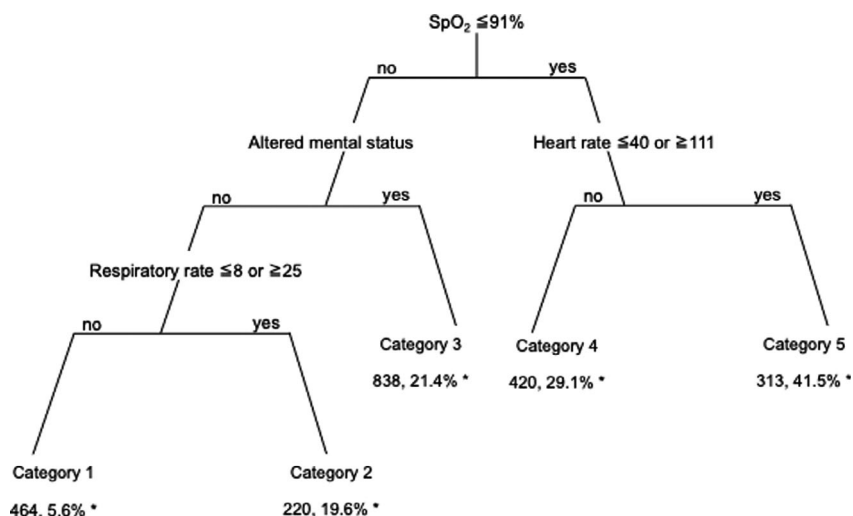 SpO₂ ≦91%
no
yes
Altered mental status
Heart rate ≦40 or ≧111
no
yes
no
yes
Respiratory rate ≦8 or ≧25
no
yes
Category 3
Category 4
Category 5
838, 21.4% *
420, 29.1% *
313, 41.5% *
Category 1
Category 2
464, 5.6% *
220, 19.6% *